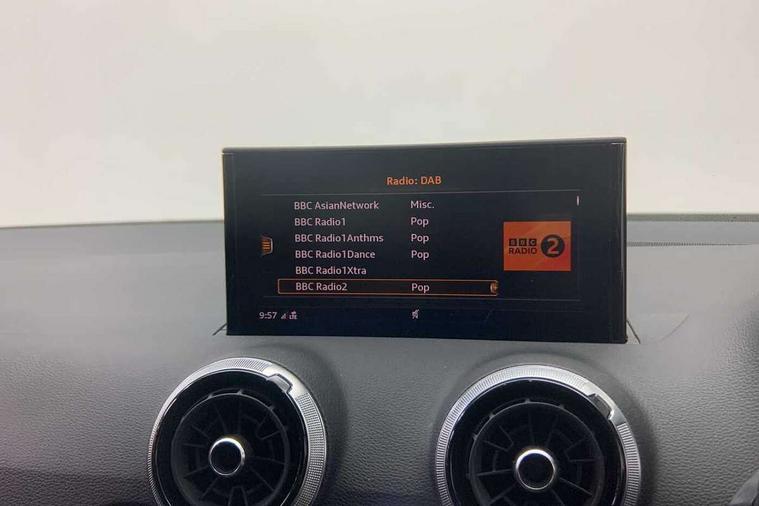 Radio: DAB
BBC AsianNetwork Misc.
BBC Radio1 Pop
BBC Radio1Anthms Pop
BBC Radio1Dance Pop
BBC Radio1Xtra
BBC Radio2 Pop
BBC
RADIO 2
9:57 LTE